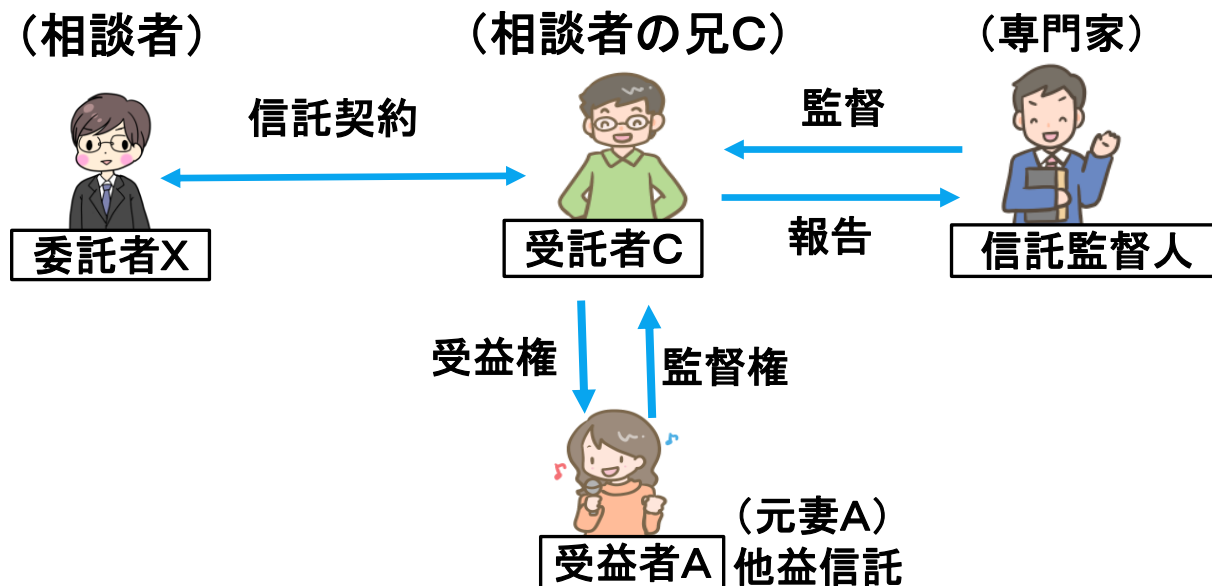 （相談者）
（相談者の兄C）
（専門家）
信託契約
監督
報告
委託者X
受託者C
信託監督人
受益権
監督権
（元妻A）
受益者A
他益信託